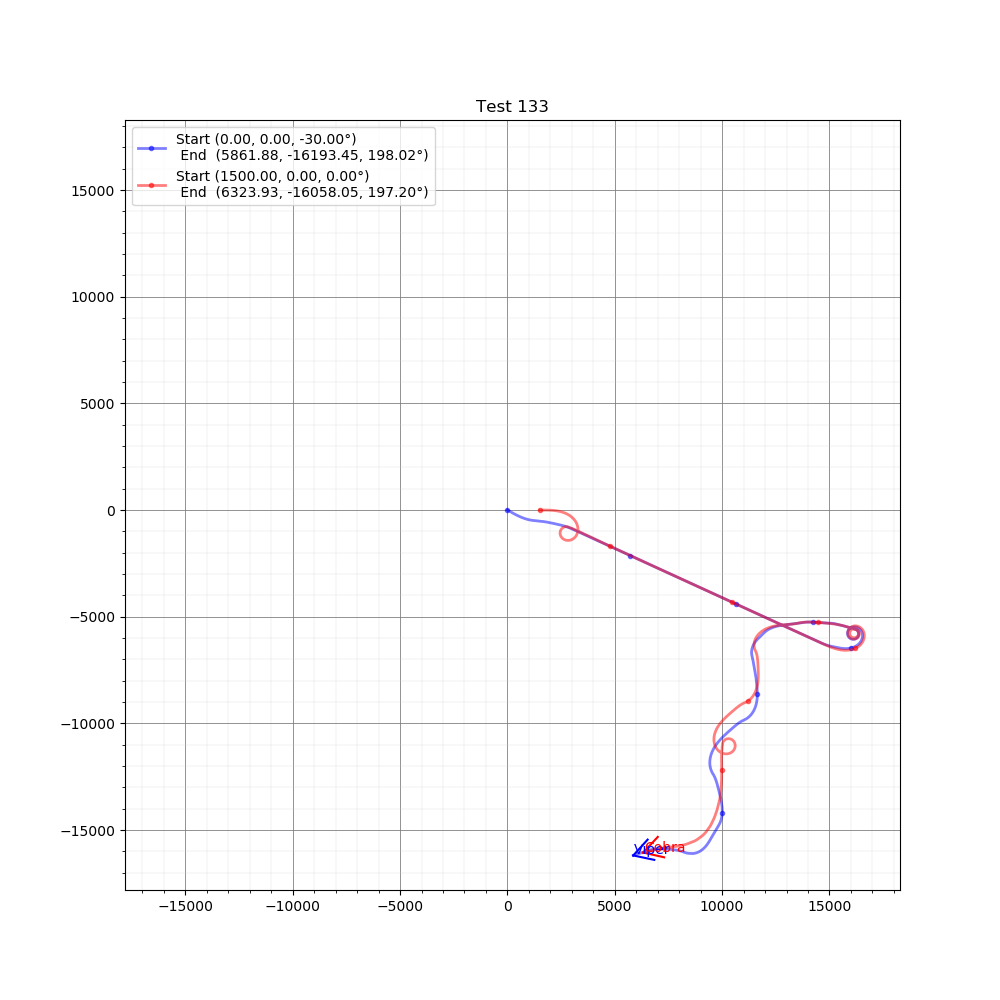 Test 133
Start (0.00, 0.00, -30.00°)
End (5861.88, -16193.45, 198.02°)
Start (1500.00, 0.00, 0.00°)
End (6323.93, -16058.05, 197.20°)
15000
10000
5000
0
−5000
−10000
−15000
−15000 −10000 −5000 0 5000 10000 15000